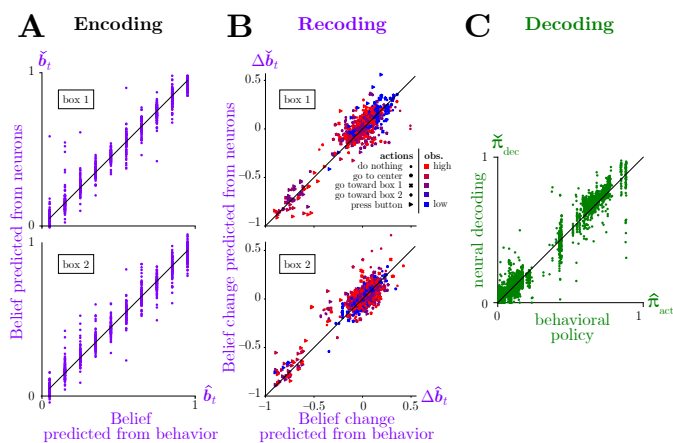 A Encoding
B Recoding
C Decoding
b̌ₜ
1
box 1
0
Belief predicted from neurons
1
box 2
0
0
1
b̂ₜ
Belief
predicted from behavior
Δb̌ₜ
0.5
box 1
0
−0.5
−1
actions obs.
do nothing high
go to center
go toward box 1
go toward box 2
press button low
Belief change predicted from neurons
0.5
box 2
0
−0.5
−1
−1
−0.5
0
0.5
Δb̂ₜ
Belief change
predicted from behavior
π̌dec
1
neural decoding
0
0
1
π̂act
behavioral
policy